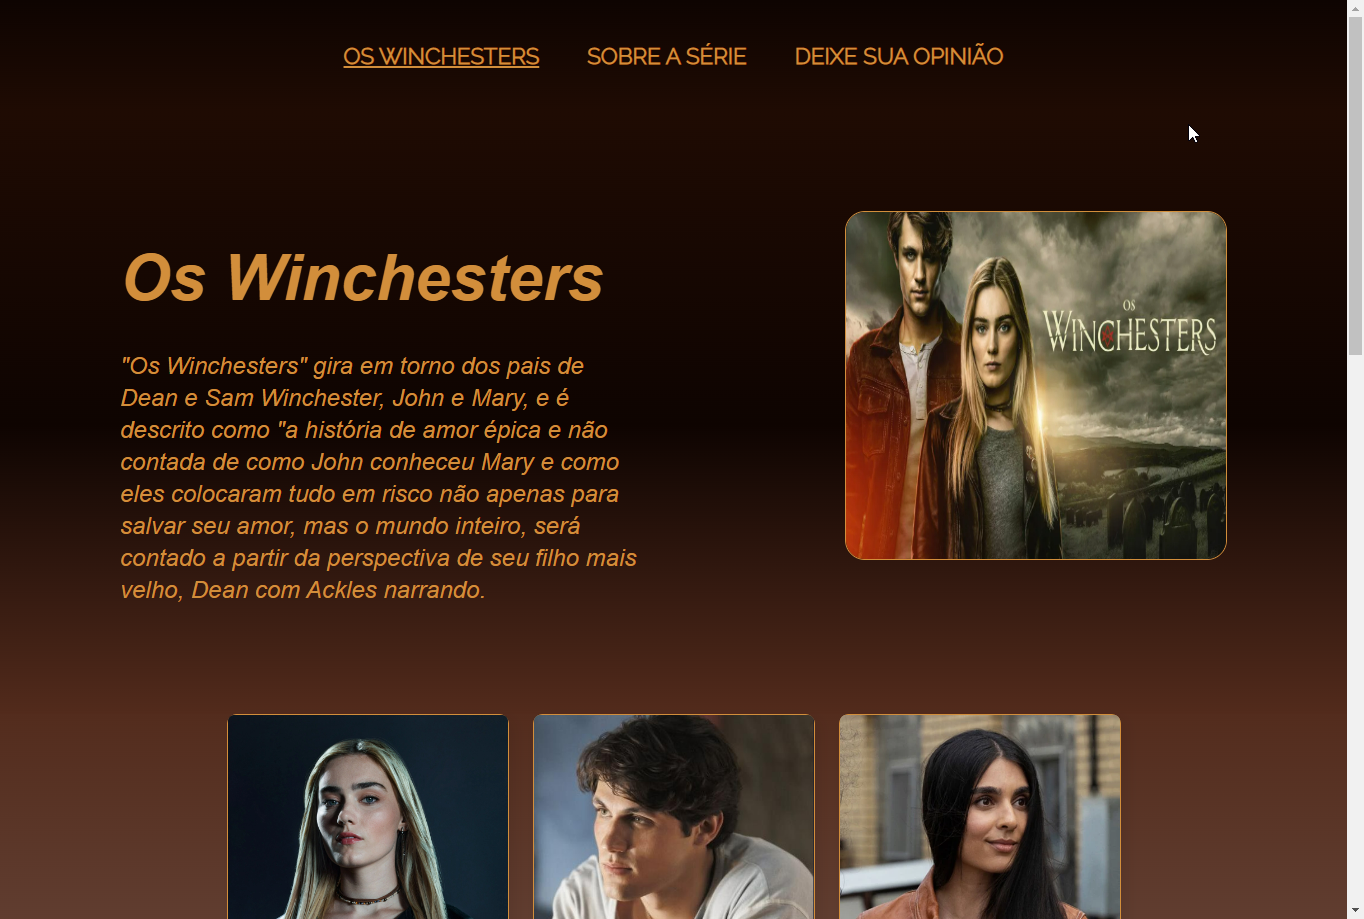 OS WINCHESTERS SOBRE A SÉRIE DEIXE SUA OPINIÃO
Os Winchesters
"Os Winchesters" gira em torno dos pais de
Dean e Sam Winchester, John e Mary, e é
descrito como "a história de amor épica e não
contada de como John conheceu Mary e como
eles colocaram tudo em risco não apenas para
salvar seu amor, mas o mundo inteiro, será
contado a partir da perspectiva de seu filho mais
velho, Dean com Ackles narrando.
OS
WINCHESTERS